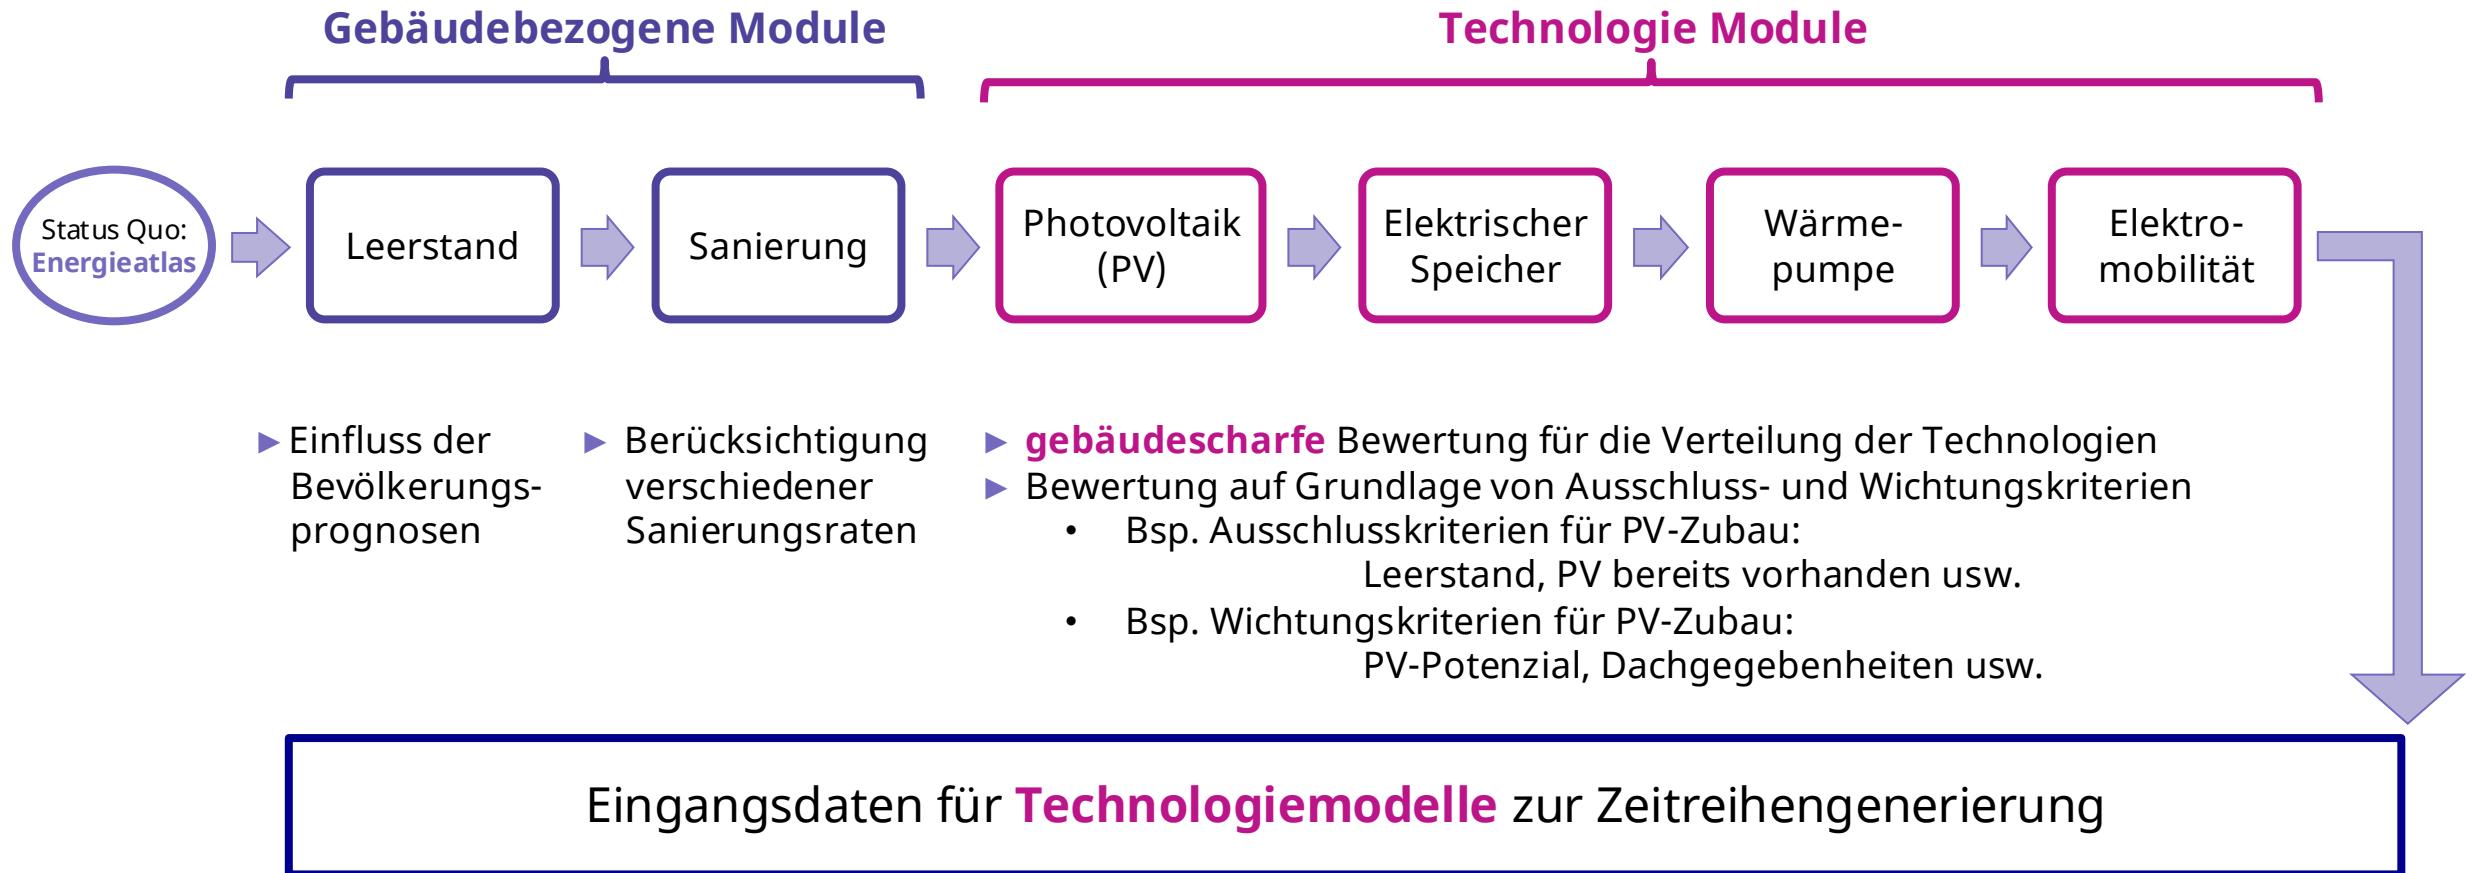 Gebäudebezogene Module
Technologie Module
Status Quo:
Energieatlas
Leerstand
Sanierung
Photovoltaik
(PV)
Elektrischer
Speicher
Wärme-
pumpe
Elektro-
mobilität
► Einfluss der
Bevölkerungs-
prognosen
► Berücksichtigung
verschiedener
Sanierungsraten
► gebäudescharfe Bewertung für die Verteilung der Technologien
► Bewertung auf Grundlage von Ausschluss- und Wichtungskriterien
• Bsp. Ausschlusskriterien für PV-Zubau:
Leerstand, PV bereits vorhanden usw.
• Bsp. Wichtungskriterien für PV-Zubau:
PV-Potenzial, Dachgegebenheiten usw.
Eingangsdaten für Technologiemodelle zur Zeitreihengenerierung